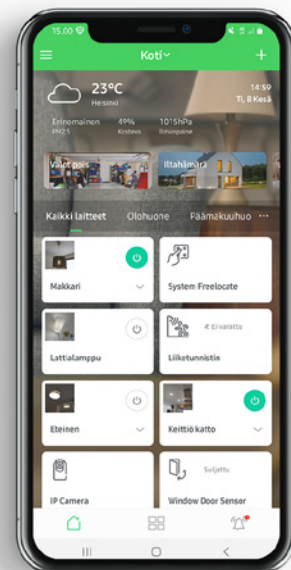 15.00
Koti
23°C
Helsinki
14:59
Ti, 8 Kesä
Erinomainen
PM2.5
49%
Kosteus
1015hPa
Ilmanpaine
Valot pois
Iltahämärä
Kaikki laitteet Olohuone Päämakuuhuo ...
Makkari
System Freelocate
Lattialamppu
Ei varattu
Liiketunnistin
Eteinen
Keittiö katto
IP Camera
Suljettu
Window Door Sensor